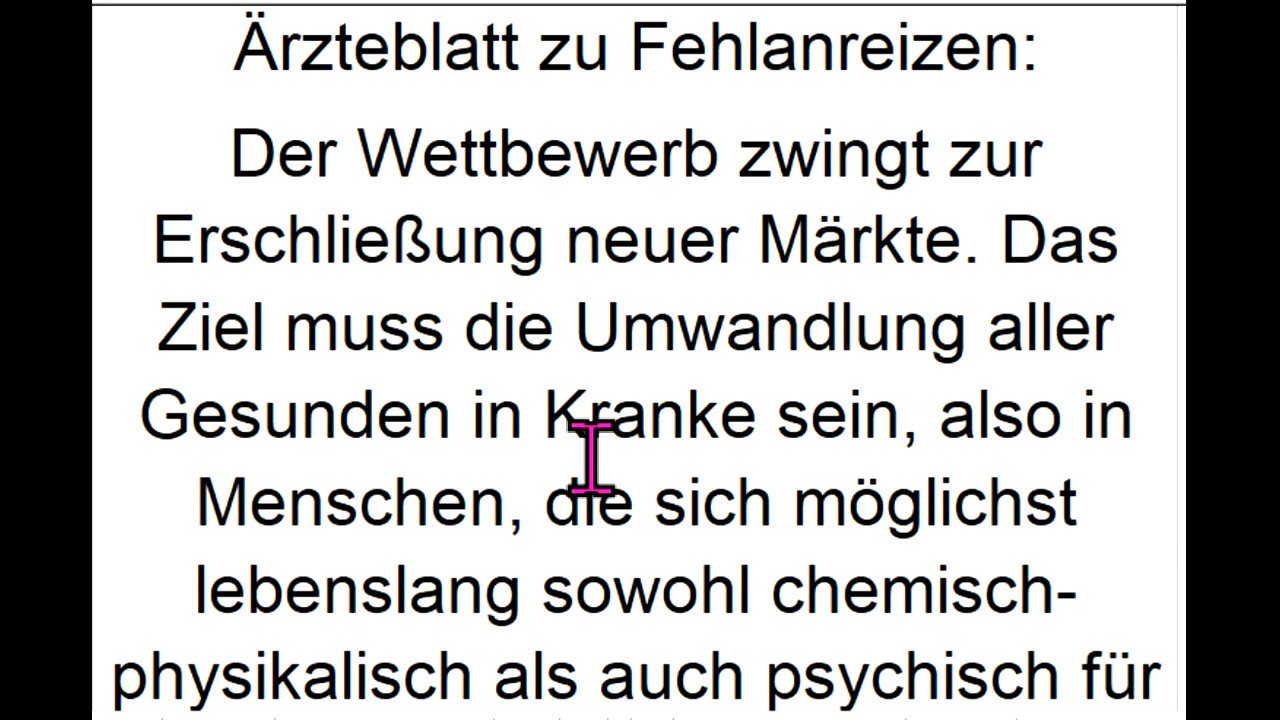 Ärzteblatt zu Fehlanreizen:
Der Wettbewerb zwingt zur
Erschließung neuer Märkte. Das
Ziel muss die Umwandlung aller
Gesunden in Kranke sein, also in
Menschen, die sich möglichst
lebenslang sowohl chemisch-
physikalisch als auch psychisch für